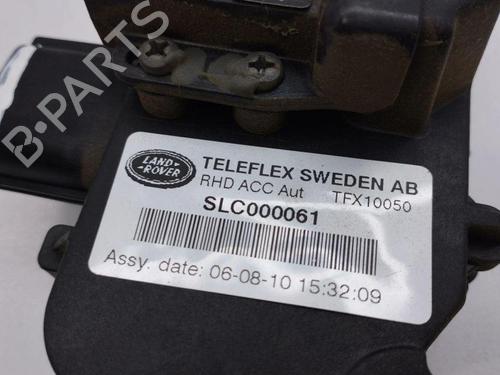 B-PARTS
LAND
ROVER
TELEFLEX SWEDEN AB
RHD ACC Aut TFX10050
SLC000061
Assy. date: 06-08-10 15:32:09